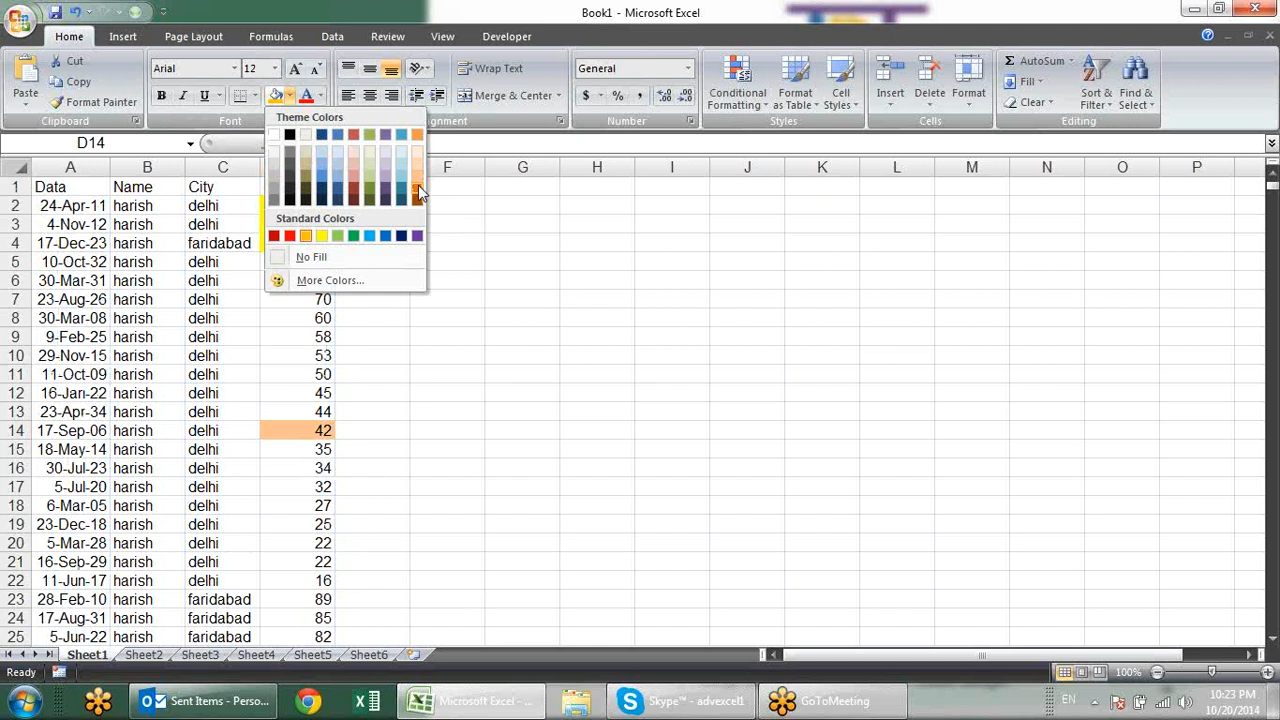 Book1 - Microsoft Excel
Home Insert Page Layout Formulas Data Review View Developer
Paste
Cut
Copy
Format Painter
Clipboard
Arial 12
B I U
Font
Wrap Text
Merge & Center
gnment
General
$ % ,
Number
Conditional Formatting
Format as Table
Cell Styles
Styles
Insert
Delete
Format
Cells
Σ AutoSum
Fill
Clear
Sort & Filter
Find & Select
Editing
D14
Theme Colors
Standard Colors
No Fill
More Colors...
A B C F G H I J K L M N O P
1 Data Name City
2 24-Apr-11 harish delhi
3 4-Nov-12 harish delhi
4 17-Dec-23 harish faridabad
5 10-Oct-32 harish delhi
6 30-Mar-31 harish delhi
7 23-Aug-26 harish delhi 70
8 30-Mar-08 harish delhi 60
9 9-Feb-25 harish delhi 58
10 29-Nov-15 harish delhi 53
11 11-Oct-09 harish delhi 50
12 16-Jan-22 harish delhi 45
13 23-Apr-34 harish delhi 44
14 17-Sep-06 harish delhi 42
15 18-May-14 harish delhi 35
16 30-Jul-23 harish delhi 34
17 5-Jul-20 harish delhi 32
18 6-Mar-05 harish delhi 27
19 23-Dec-18 harish delhi 25
20 5-Mar-28 harish delhi 22
21 16-Sep-29 harish delhi 22
22 11-Jun-17 harish delhi 16
23 28-Feb-10 harish faridabad 89
24 17-Aug-31 harish faridabad 85
25 5-Jun-22 harish faridabad 82
Sheet1 Sheet2 Sheet3 Sheet4 Sheet5 Sheet6
Ready 100%
Sent Items - Perso...
Microsoft Excel - ...
Skype™ - advexcel1
GoToMeeting
EN
10:23 PM
10/20/2014